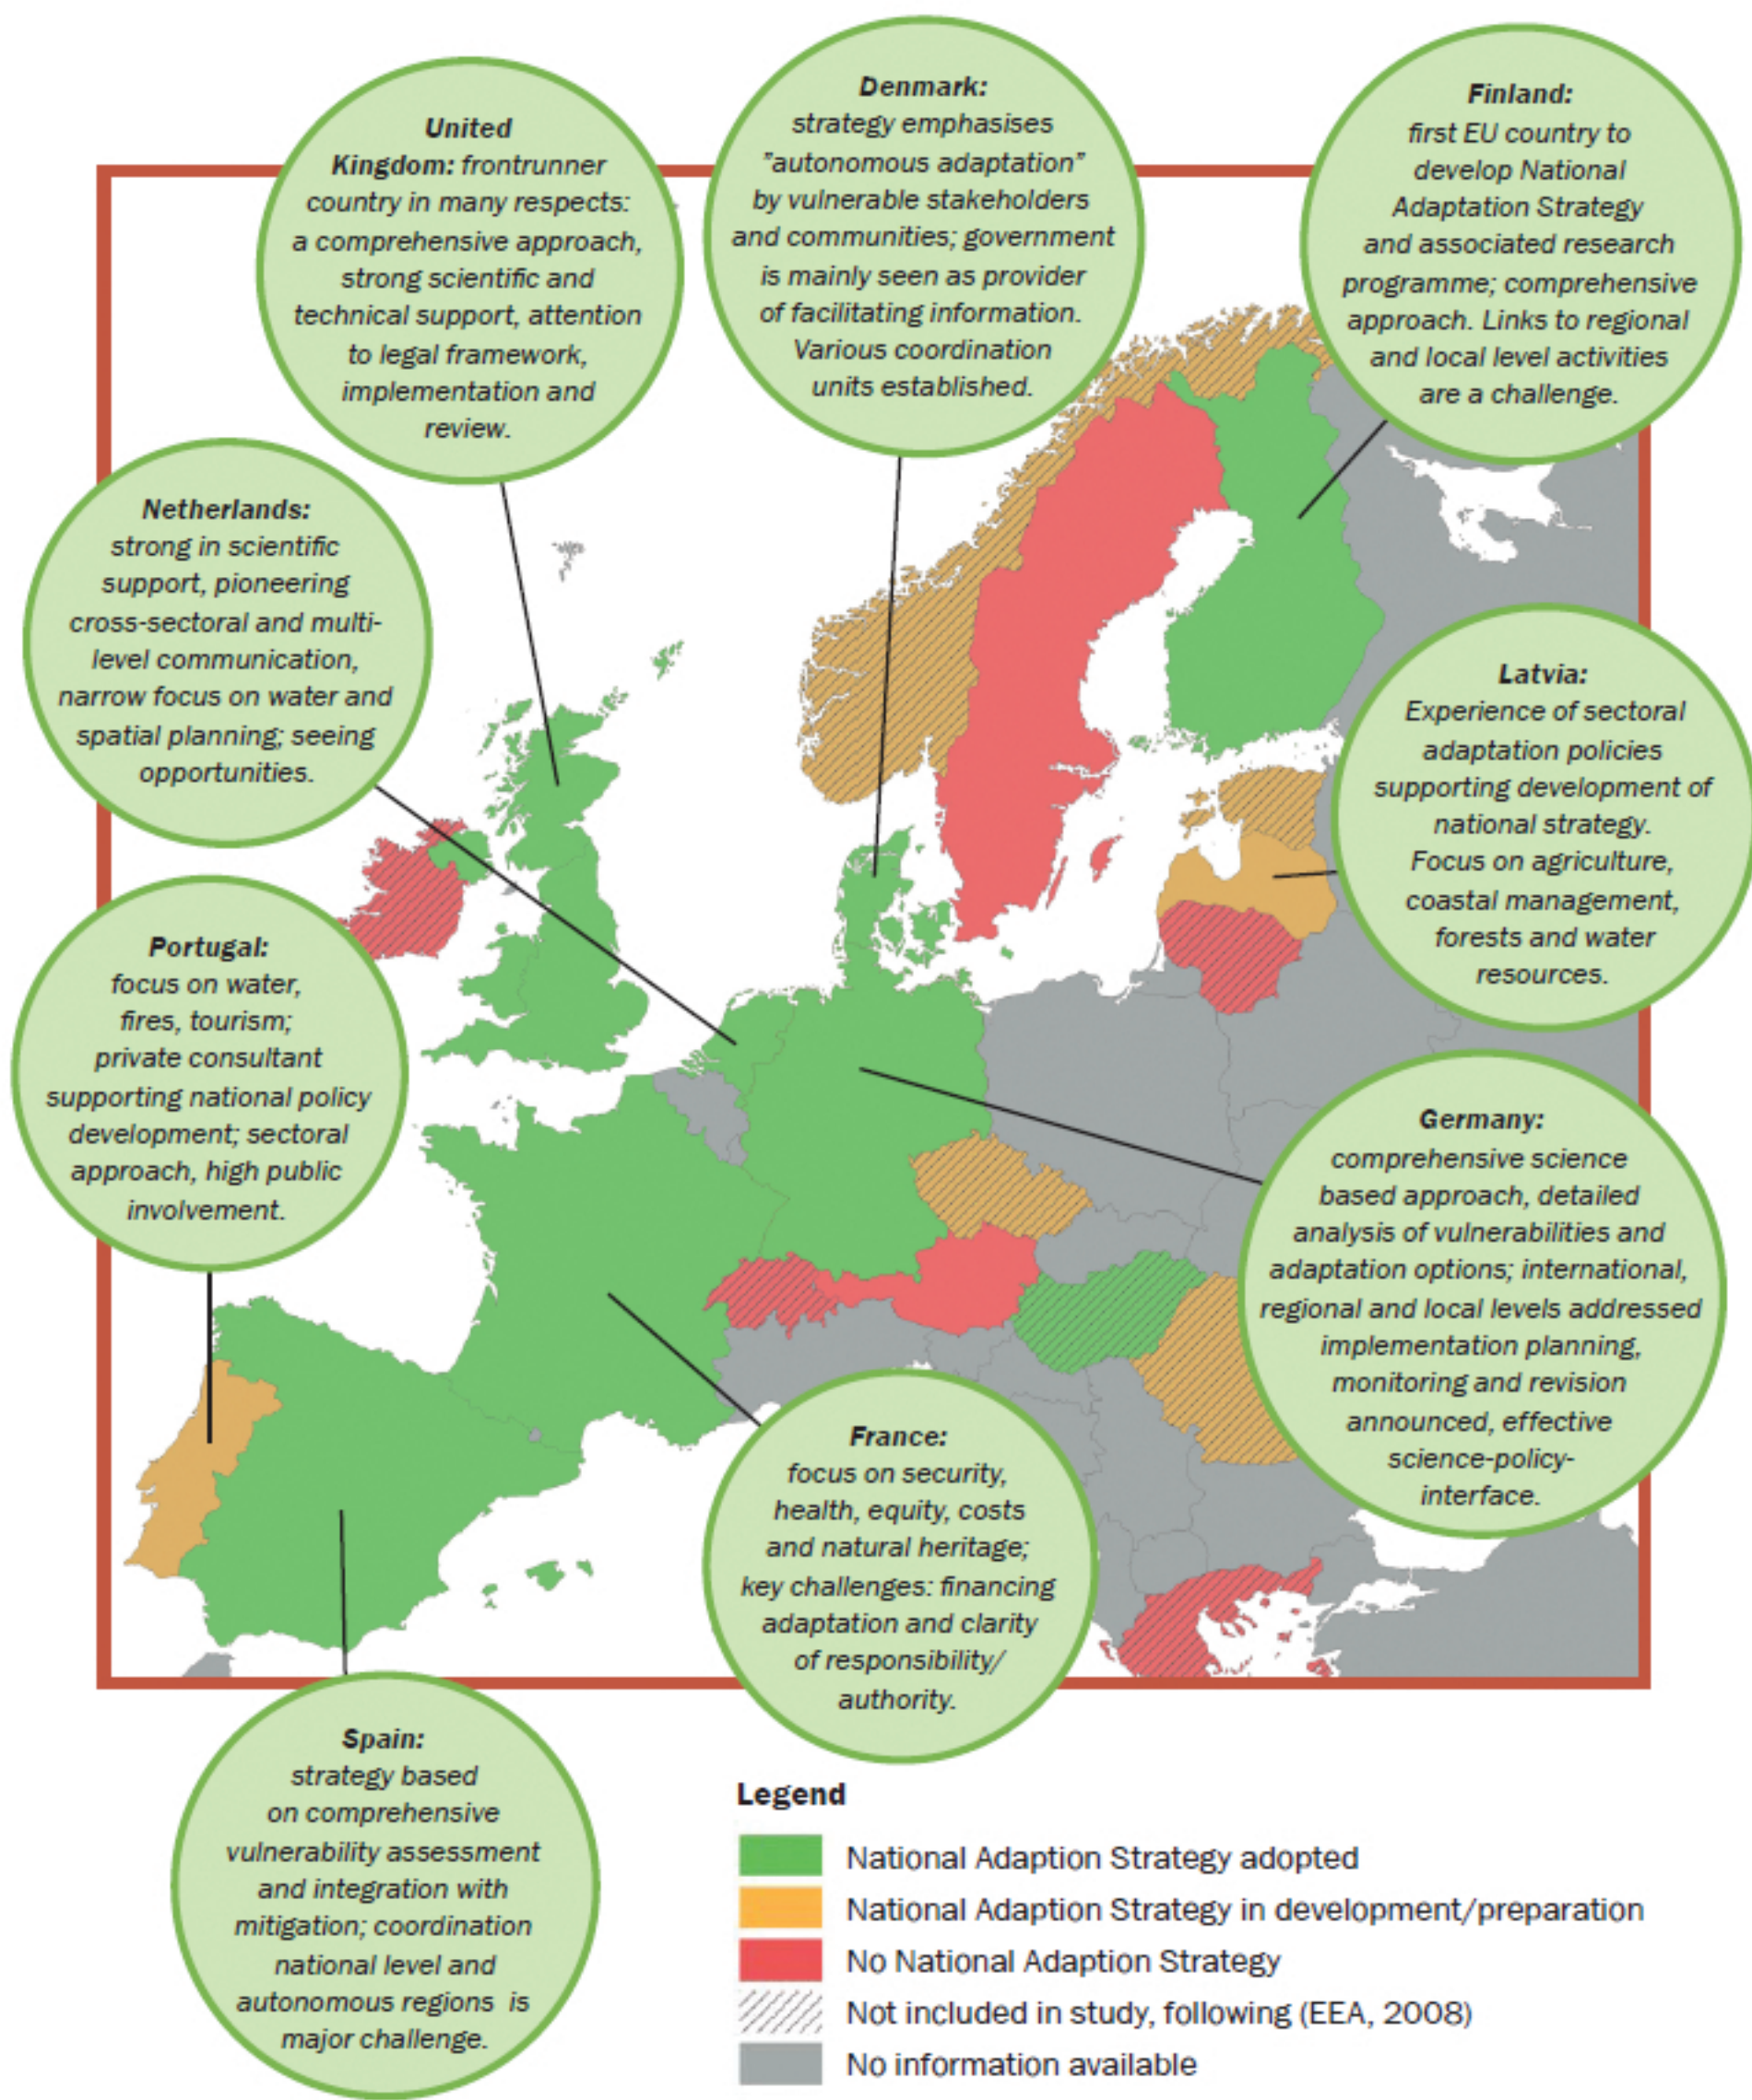 United
Kingdom: frontrunner
country in many respects:
a comprehensive approach,
strong scientific and
technical support, attention
to legal framework,
implementation and
review.
Denmark:
strategy emphasises
”autonomous adaptation”
by vulnerable stakeholders
and communities; government
is mainly seen as provider
of facilitating information.
Various coordination
units established.
Finland:
first EU country to
develop National
Adaptation Strategy
and associated research
programme; comprehensive
approach. Links to regional
and local level activities
are a challenge.
Netherlands:
strong in scientific
support, pioneering
cross-sectoral and multi-
level communication,
narrow focus on water and
spatial planning; seeing
opportunities.
Latvia:
Experience of sectoral
adaptation policies
supporting development of
national strategy.
Focus on agriculture,
coastal management,
forests and water
resources.
Portugal:
focus on water,
fires, tourism;
private consultant
supporting national policy
development; sectoral
approach, high public
involvement.
Germany:
comprehensive science
based approach, detailed
analysis of vulnerabilities and
adaptation options; international,
regional and local levels addressed
implementation planning,
monitoring and revision
announced, effective
science-policy-
interface.
France:
focus on security,
health, equity, costs
and natural heritage;
key challenges: financing
adaptation and clarity
of responsibility/
authority.
Spain:
strategy based
on comprehensive
vulnerability assessment
and integration with
mitigation; coordination
national level and
autonomous regions is
major challenge.
Legend
National Adaption Strategy adopted
National Adaption Strategy in development/preparation
No National Adaption Strategy
Not included in study, following (EEA, 2008)
No information available